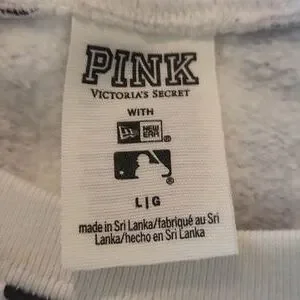 PINK
VICTORIA'S SECRET
WITH
NEW
ERA
L|G
made in Sri Lanka/fabriqué au Sri
Lanka/hecho en Sri Lanka